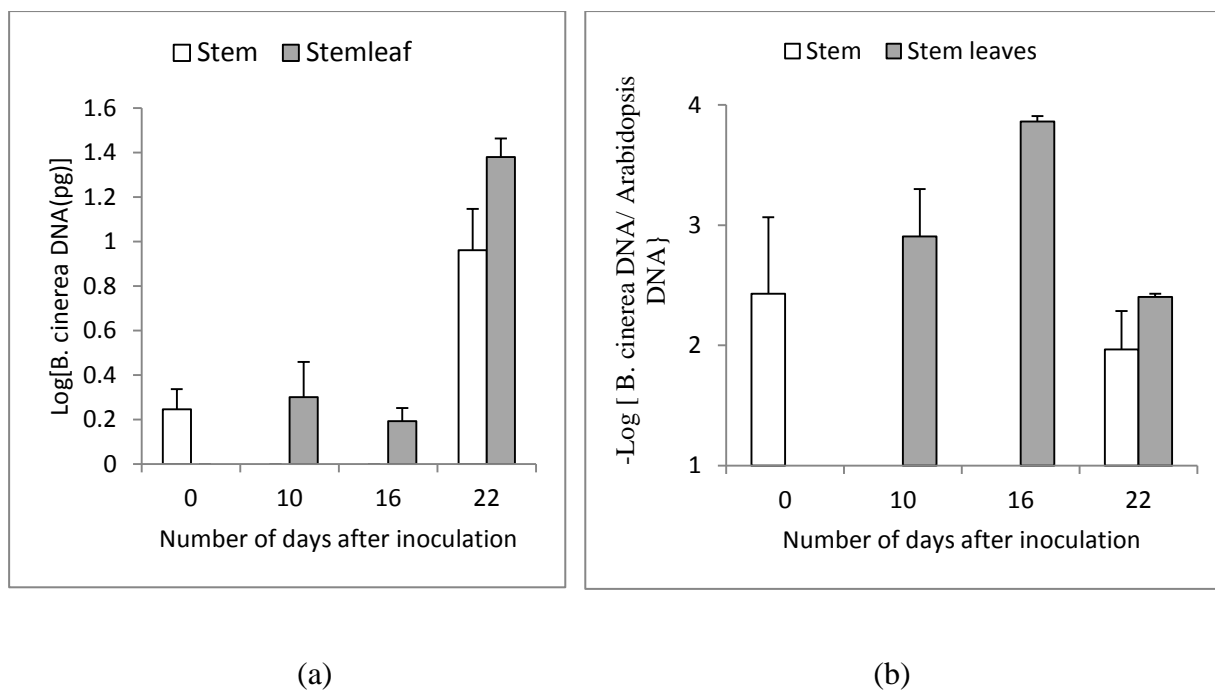 Stem Stemleaf
Log[B. cinerea DNA(pg)]
1.6
1.4
1.2
1
0.8
0.6
0.4
0.2
0
0 10 16 22
Number of days after inoculation
(a)
Stem Stem leaves
-Log [ B. cinerea DNA/ Arabidopsis
DNA}
4
3
2
1
0 10 16 22
Number of days after inoculation
(b)